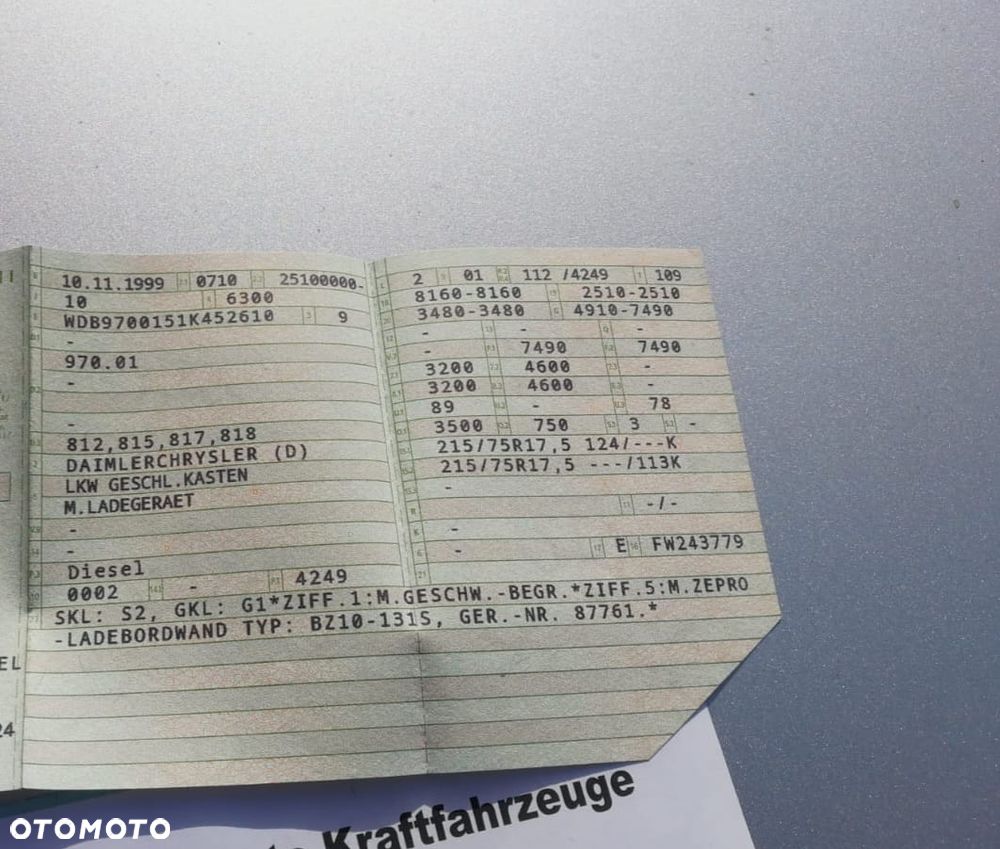 10.11.1999 0710 25100000-
10 6300
WDB9700151K452610 9
-
970.01
-
-
812,815,817,818
DAIMLERCHRYSLER (D)
LKW GESCHL.KASTEN
M.LADEGERAET
-
-
Diesel
0002 - 4249
2 01 112 /4249 109
8160-8160 2510-2510
3480-3480 4910-7490
- - -
- 7490 7490
3200 4600 -
3200 4600 -
89 - 78
3500 750 3 -
215/75R17,5 124/---K
215/75R17,5 ---/113K
-
-/-
-
- E FW243779
SKL: S2, GKL: G1*ZIFF.1:M.GESCHW.-BEGR.*ZIFF.5:M.ZEPRO
-LADEBORDWAND TYP: BZ10-131S, GER.-NR. 87761.*
EL
24
Kraftfahrzeuge
OTOMOTO